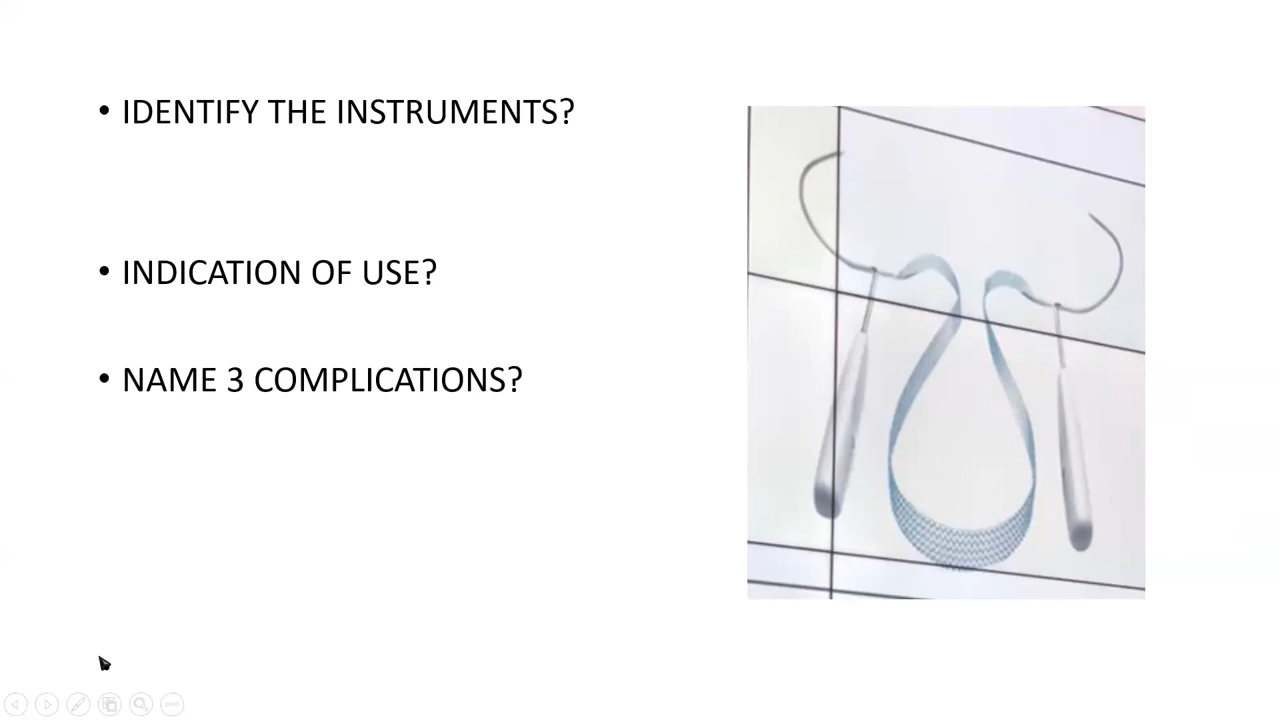 • IDENTIFY THE INSTRUMENTS?
• INDICATION OF USE?
• NAME 3 COMPLICATIONS?